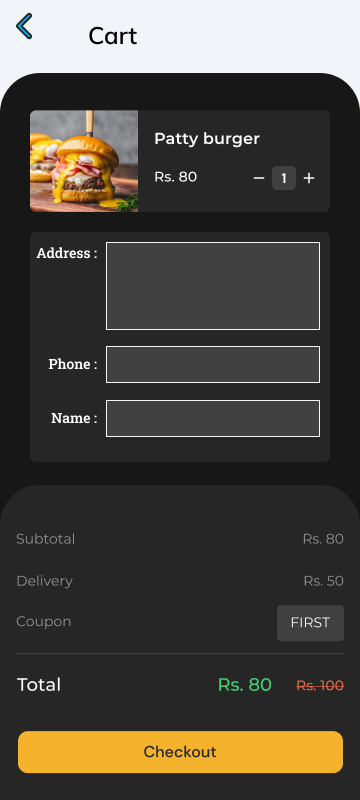 Cart
Patty burger
Rs. 80
1
Address :
Phone :
Name :
Subtotal Rs. 80
Delivery Rs. 50
Coupon FIRST
Total Rs. 80 Rs. 100
Checkout